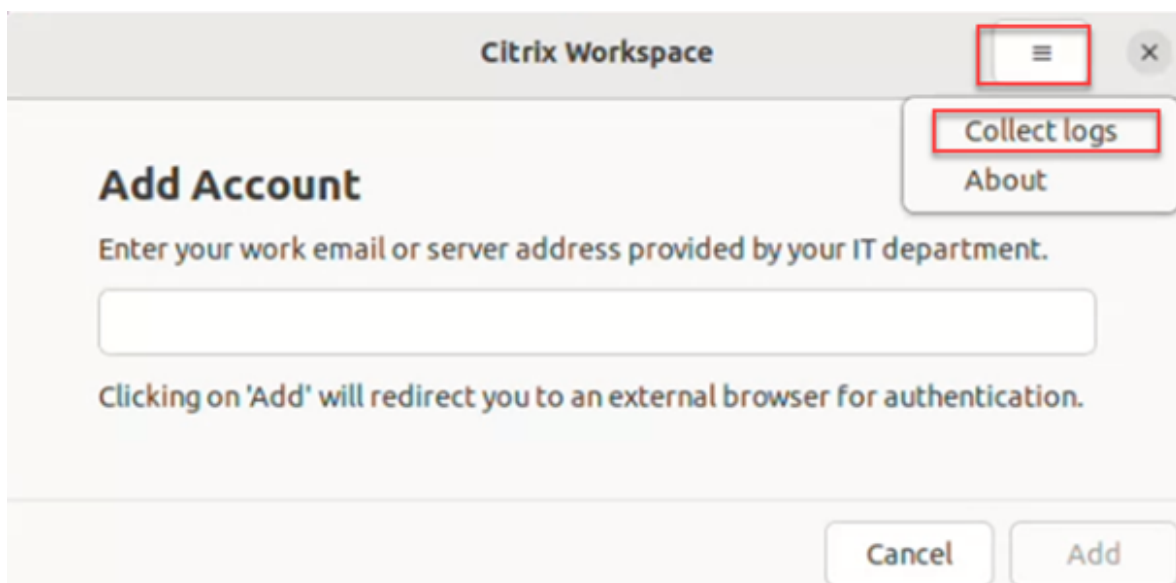 Citrix Workspace
Collect logs
About
Add Account
Enter your work email or server address provided by your IT department.
Clicking on 'Add' will redirect you to an external browser for authentication.
Cancel
Add